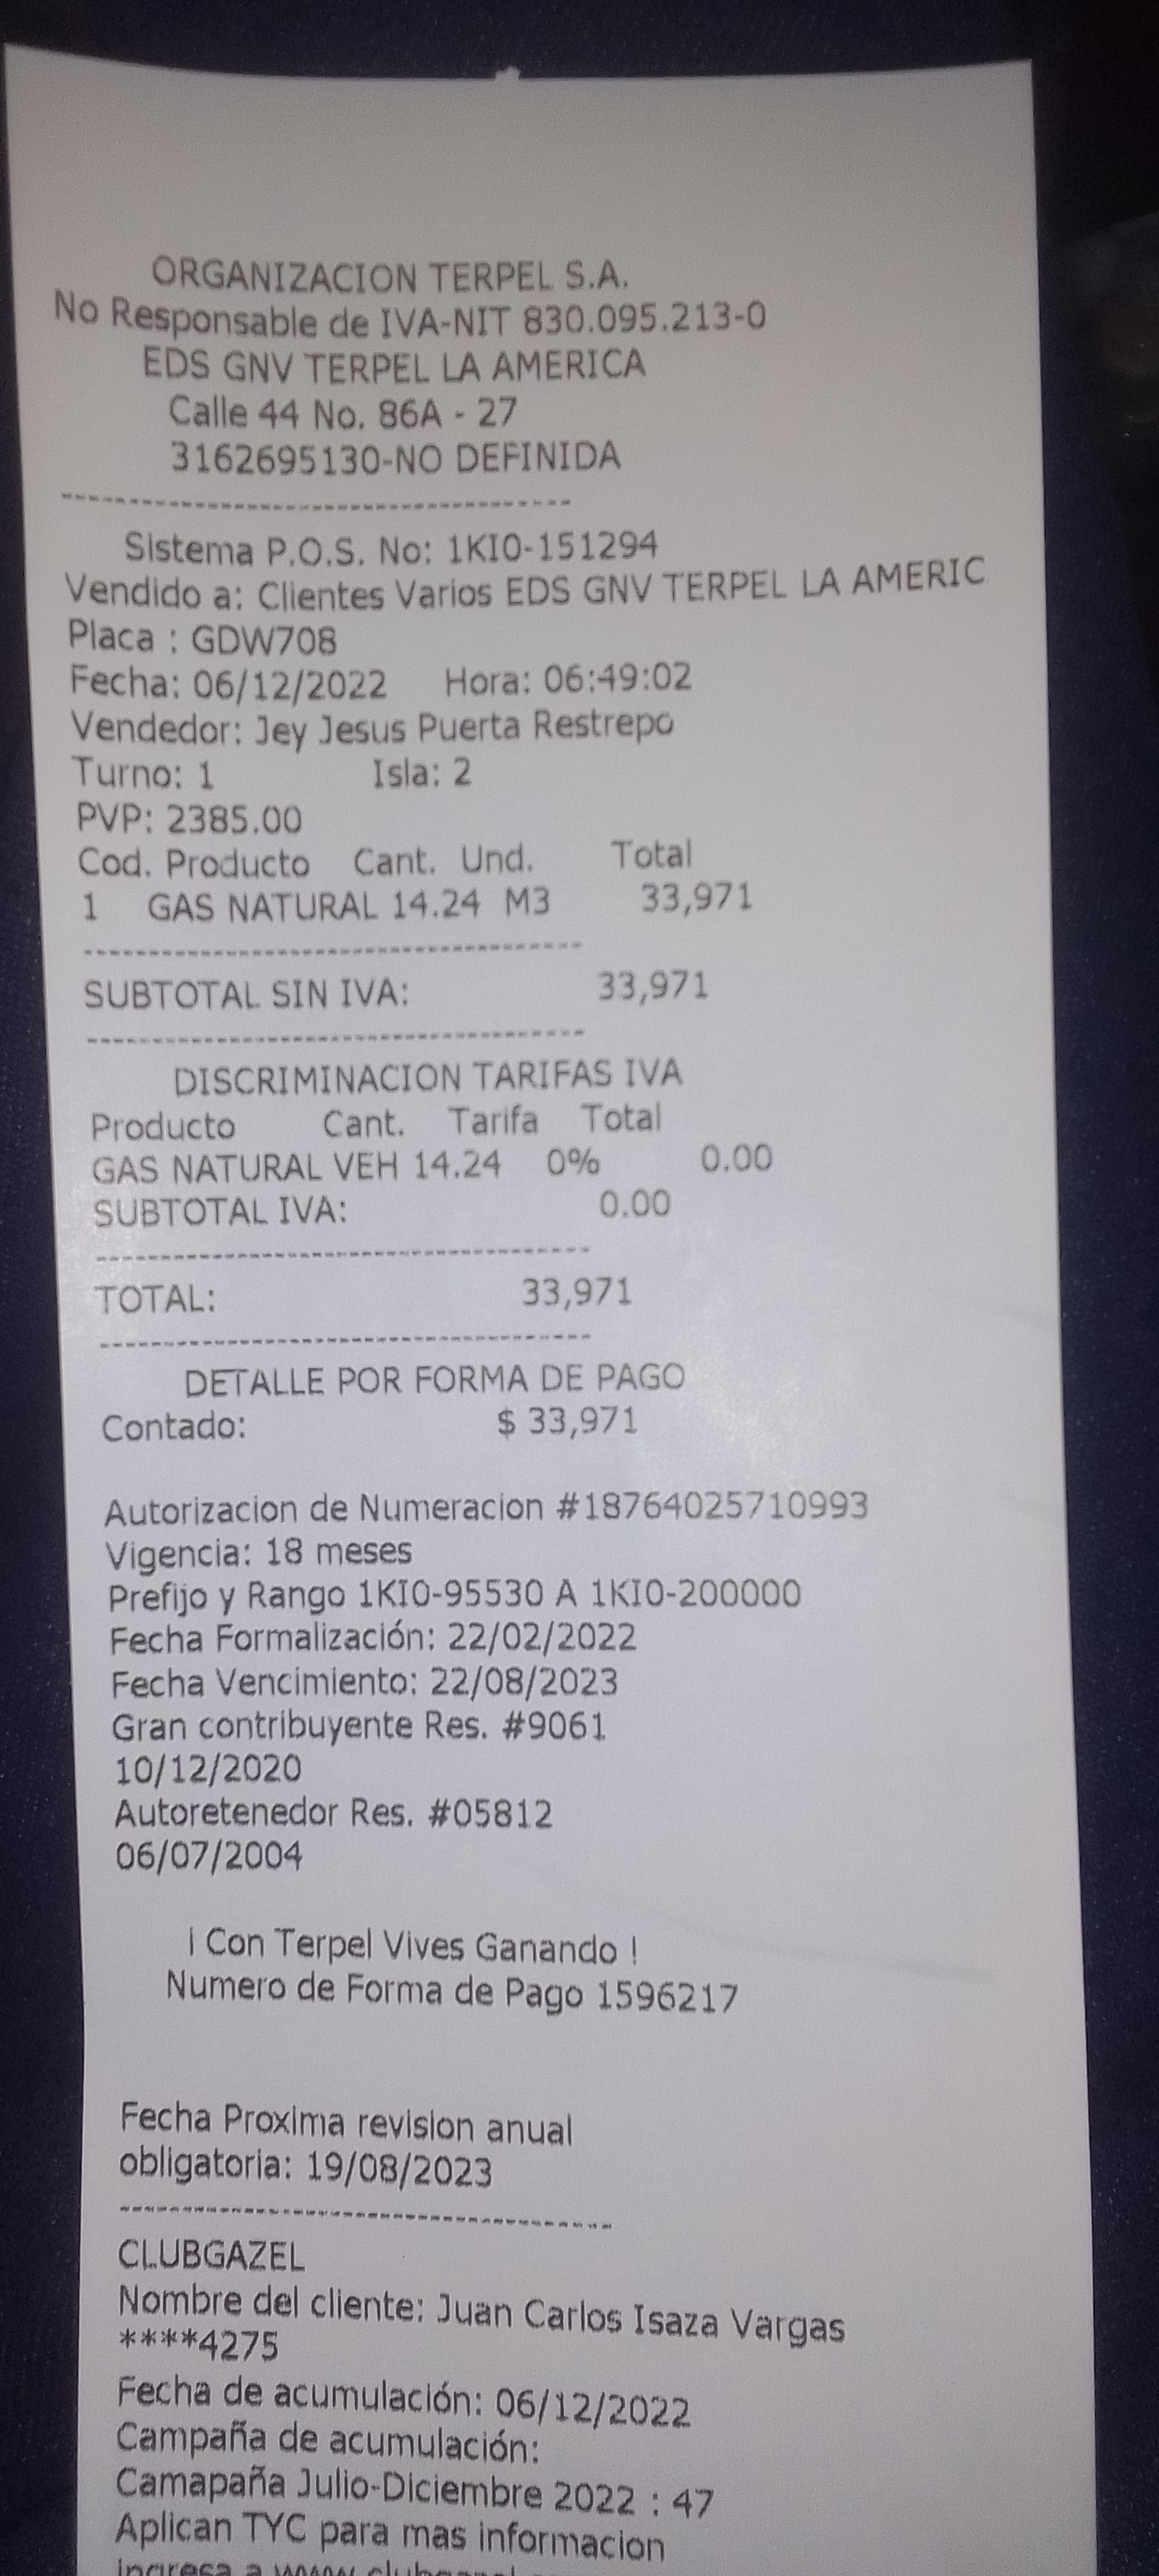 ORGANIZACION TERPEL S.A.
No Responsable de IVA-NIT 830.095.213-0
EDS GNV TERPEL LA AMERICA
Calle 44 No. 86A - 27
3162695130-NO DEFINIDA
Sistema P.O.S. No: 1KI0-151294
Vendido a: Clientes Varios EDS GNV TERPEL LA AMERIC
Placa : GDW708
Fecha: 06/12/2022 Hora: 06:49:02
Vendedor: Jey Jesus Puerta Restrepo
Turno: 1 Isla: 2
PVP: 2385.00
Cod. Producto Cant. Und. Total
1 GAS NATURAL 14.24 M3 33,971
SUBTOTAL SIN IVA: 33,971
DISCRIMINACION TARIFAS IVA
Producto Cant. Tarifa Total
GAS NATURAL VEH 14.24 0% 0.00
SUBTOTAL IVA: 0.00
TOTAL: 33,971
DETALLE POR FORMA DE PAGO
Contado: $ 33,971
Autorizacion de Numeracion #18764025710993
Vigencia: 18 meses
Prefijo y Rango 1KI0-95530 A 1KI0-200000
Fecha Formalización: 22/02/2022
Fecha Vencimiento: 22/08/2023
Gran contribuyente Res. #9061
10/12/2020
Autoretenedor Res. #05812
06/07/2004
¡ Con Terpel Vives Ganando !
Numero de Forma de Pago 1596217
Fecha Proxima revision anual
obligatoria: 19/08/2023
CLUBGAZEL
Nombre del cliente: Juan Carlos Isaza Vargas
****4275
Fecha de acumulación: 06/12/2022
Campaña de acumulación:
Camapaña Julio-Diciembre 2022 : 47
Aplican TYC para mas informacion
ingresa a